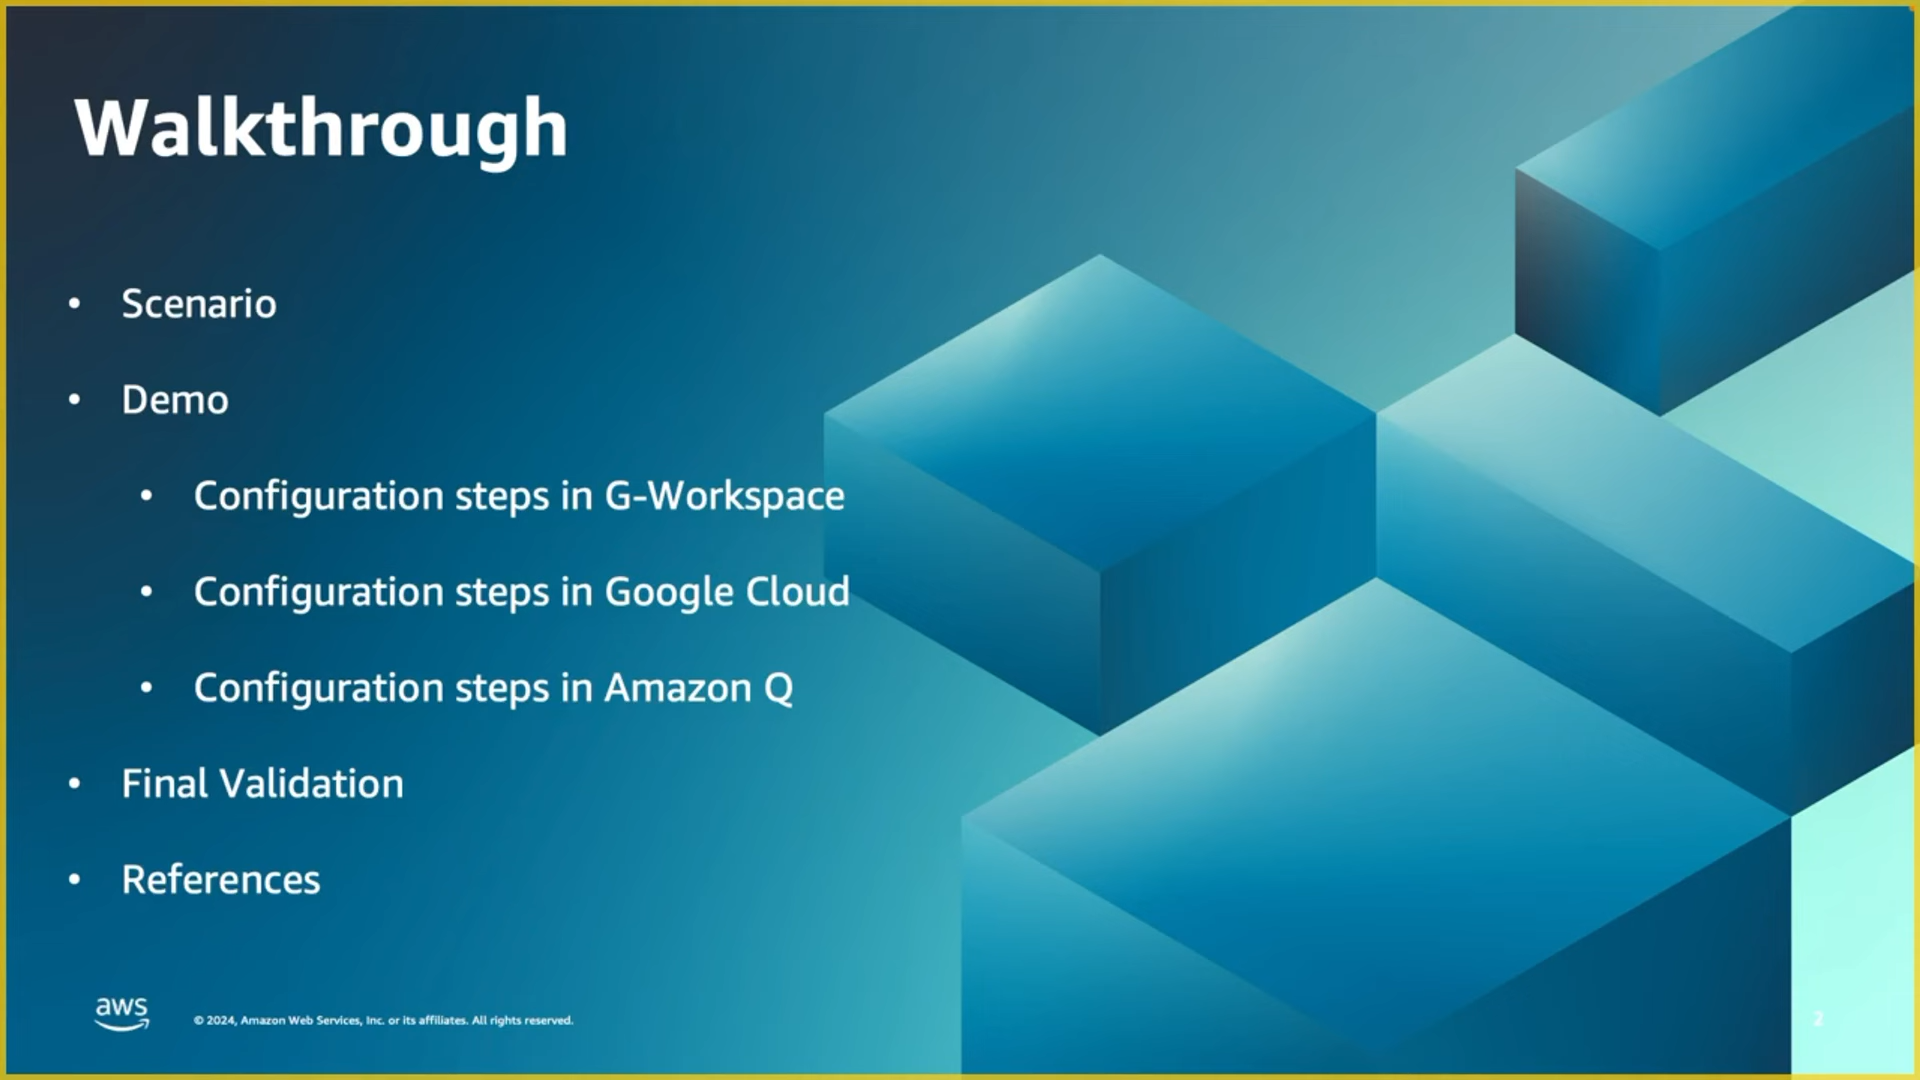 Walkthrough
• Scenario
• Demo
• Configuration steps in G-Workspace
• Configuration steps in Google Cloud
• Configuration steps in Amazon Q
• Final Validation
• References
aws
© 2024, Amazon Web Services, Inc. or its affiliates. All rights reserved.
2